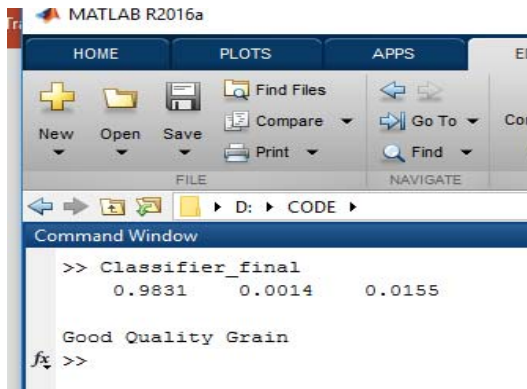 MATLAB R2016a
HOME PLOTS APPS
New Open Save Find Files Compare Print Go To Find
FILE NAVIGATE
D: CODE
Command Window
>> Classifier_final
0.9831 0.0014 0.0155
Good Quality Grain
fx >>